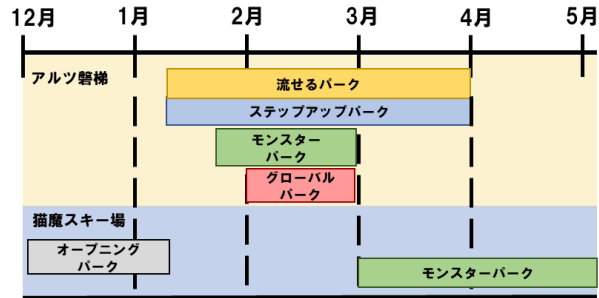 12月 1月 2月 3月 4月 5月
アルツ磐梯
流せるパーク
ステップアップパーク
モンスター
パーク
グローバル
パーク
猫魔スキー場
オープニング
パーク
モンスターパーク